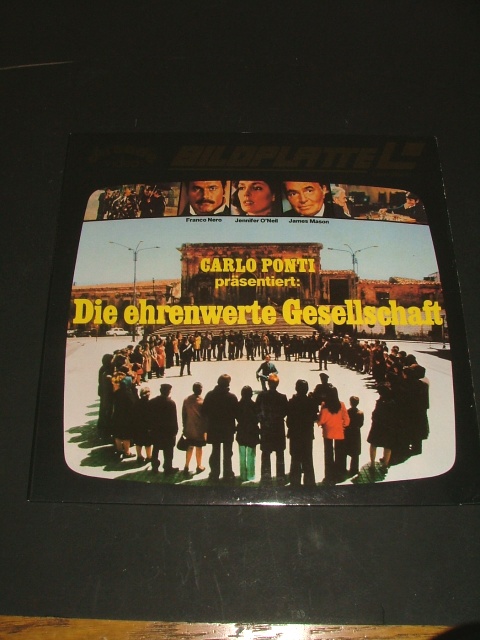 BILDPLATTE
Franco Nero Jennifer O'Neill James Mason
CARLO PONTI
präsentiert:
Die ehrenwerte Gesellschaft